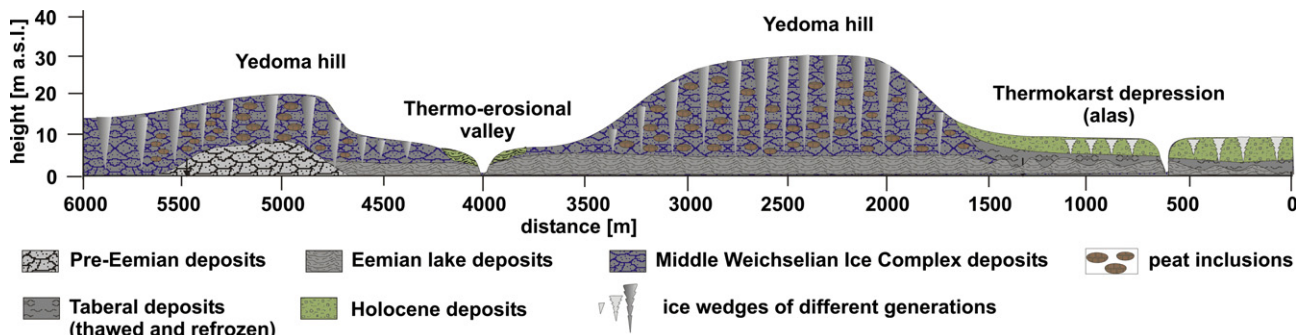 40
30
20
10
0
height [m a.s.l.]
Yedoma hill
Thermo-erosional
valley
Yedoma hill
Thermokarst depression
(alas)
6000 5500 5000 4500 4000 3500 3000 2500 2000 1500 1000 500 0
distance [m]
Pre-Eemian deposits
Eemian lake deposits
Middle Weichselian Ice Complex deposits
peat inclusions
Taberal deposits
(thawed and refrozen)
Holocene deposits
ice wedges of different generations